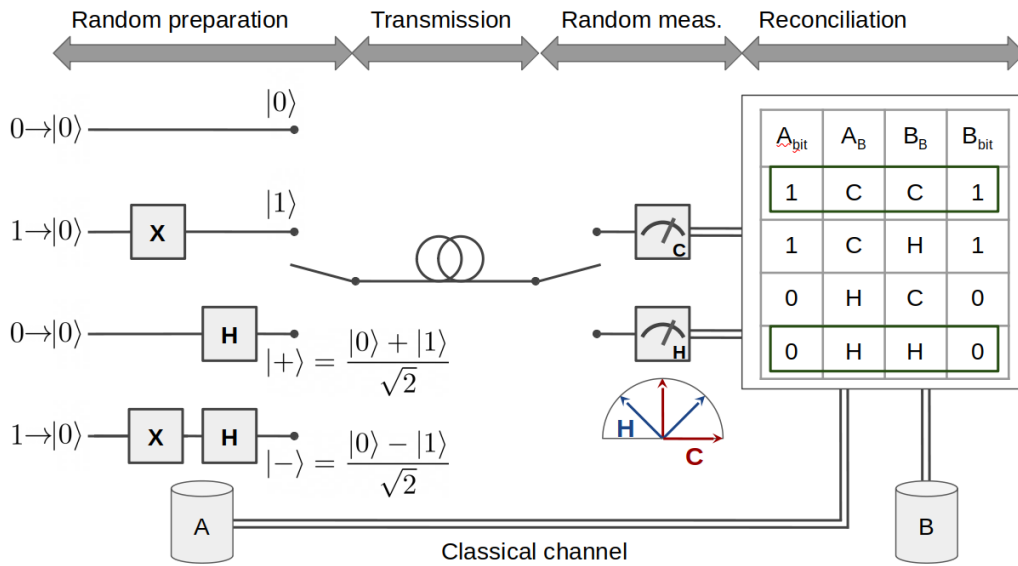 Random preparation Transmission Random meas. Reconciliation
|0⟩
0→|0⟩
A_bit A_B B_B B_bit
1 C C 1
|1⟩
1→|0⟩ X C
1 C H 1
0 H C 0
0→|0⟩ H H
|+⟩ = (|0⟩ + |1⟩)/√2
0 H H 0
H
C
1→|0⟩ X H
|−⟩ = (|0⟩ − |1⟩)/√2
A
B
Classical channel